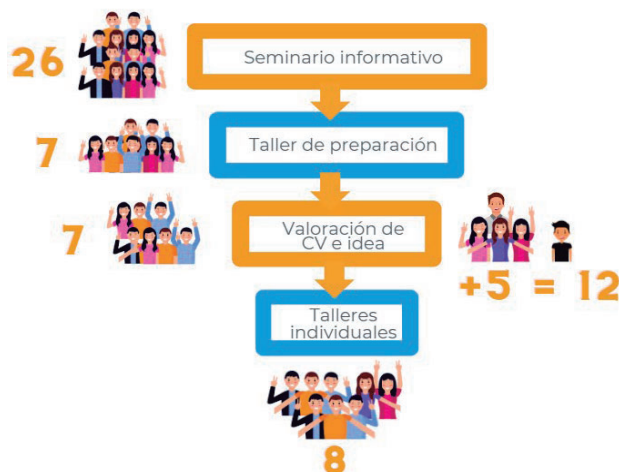 26
Seminario informativo
7
Taller de preparación
7
Valoración de
CV e idea
+5 = 12
Talleres
individuales
8